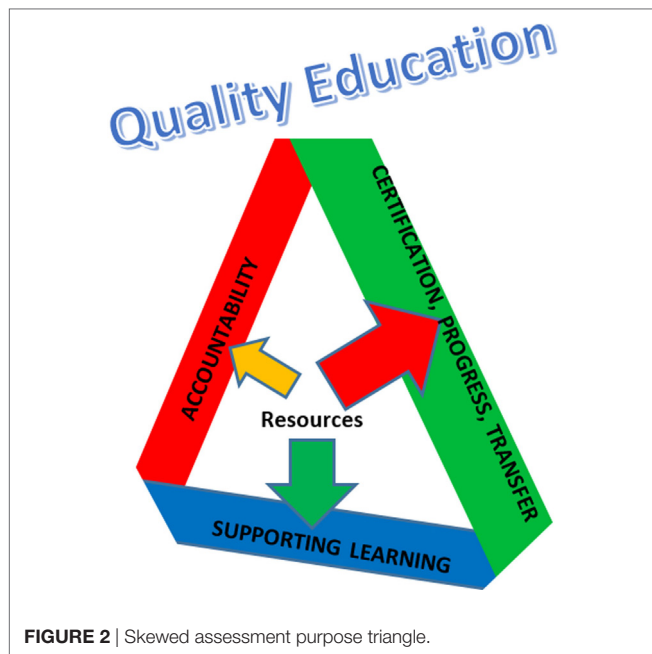 Quality Education
CERTIFICATION, PROGRESS, TRANSFER
ACCOUNTABILITY
Resources
SUPPORTING LEARNING
FIGURE 2 | Skewed assessment purpose triangle.